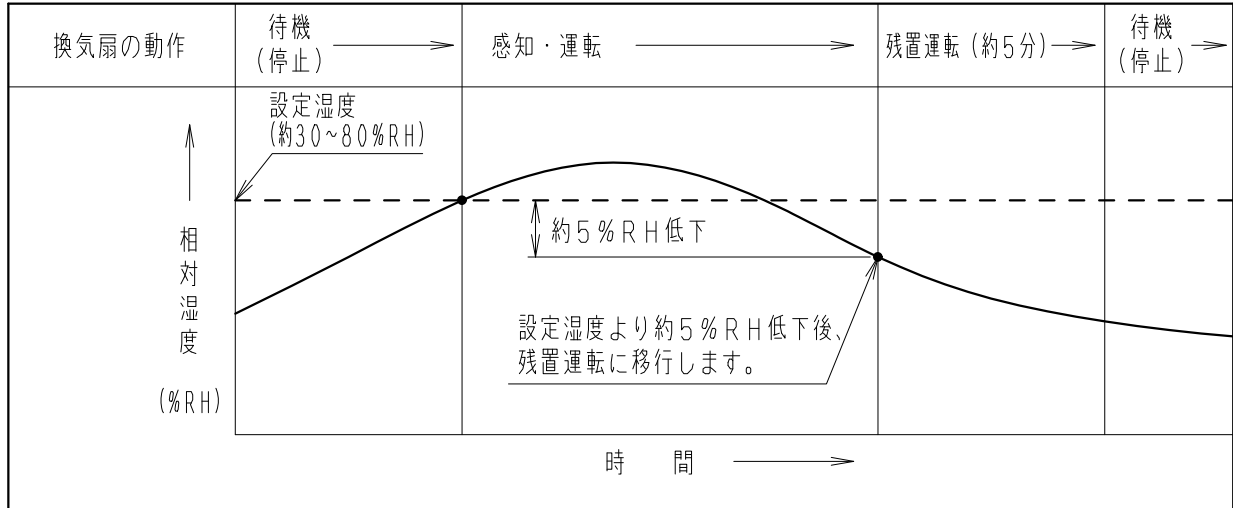 換気扇の動作
待機
(停止)
感知・運転
残置運転(約5分)
待機
(停止)
設定湿度
(約30~80%RH)
相対湿度
(%RH)
約5%RH低下
設定湿度より約5%RH低下後、
残置運転に移行します。
時間